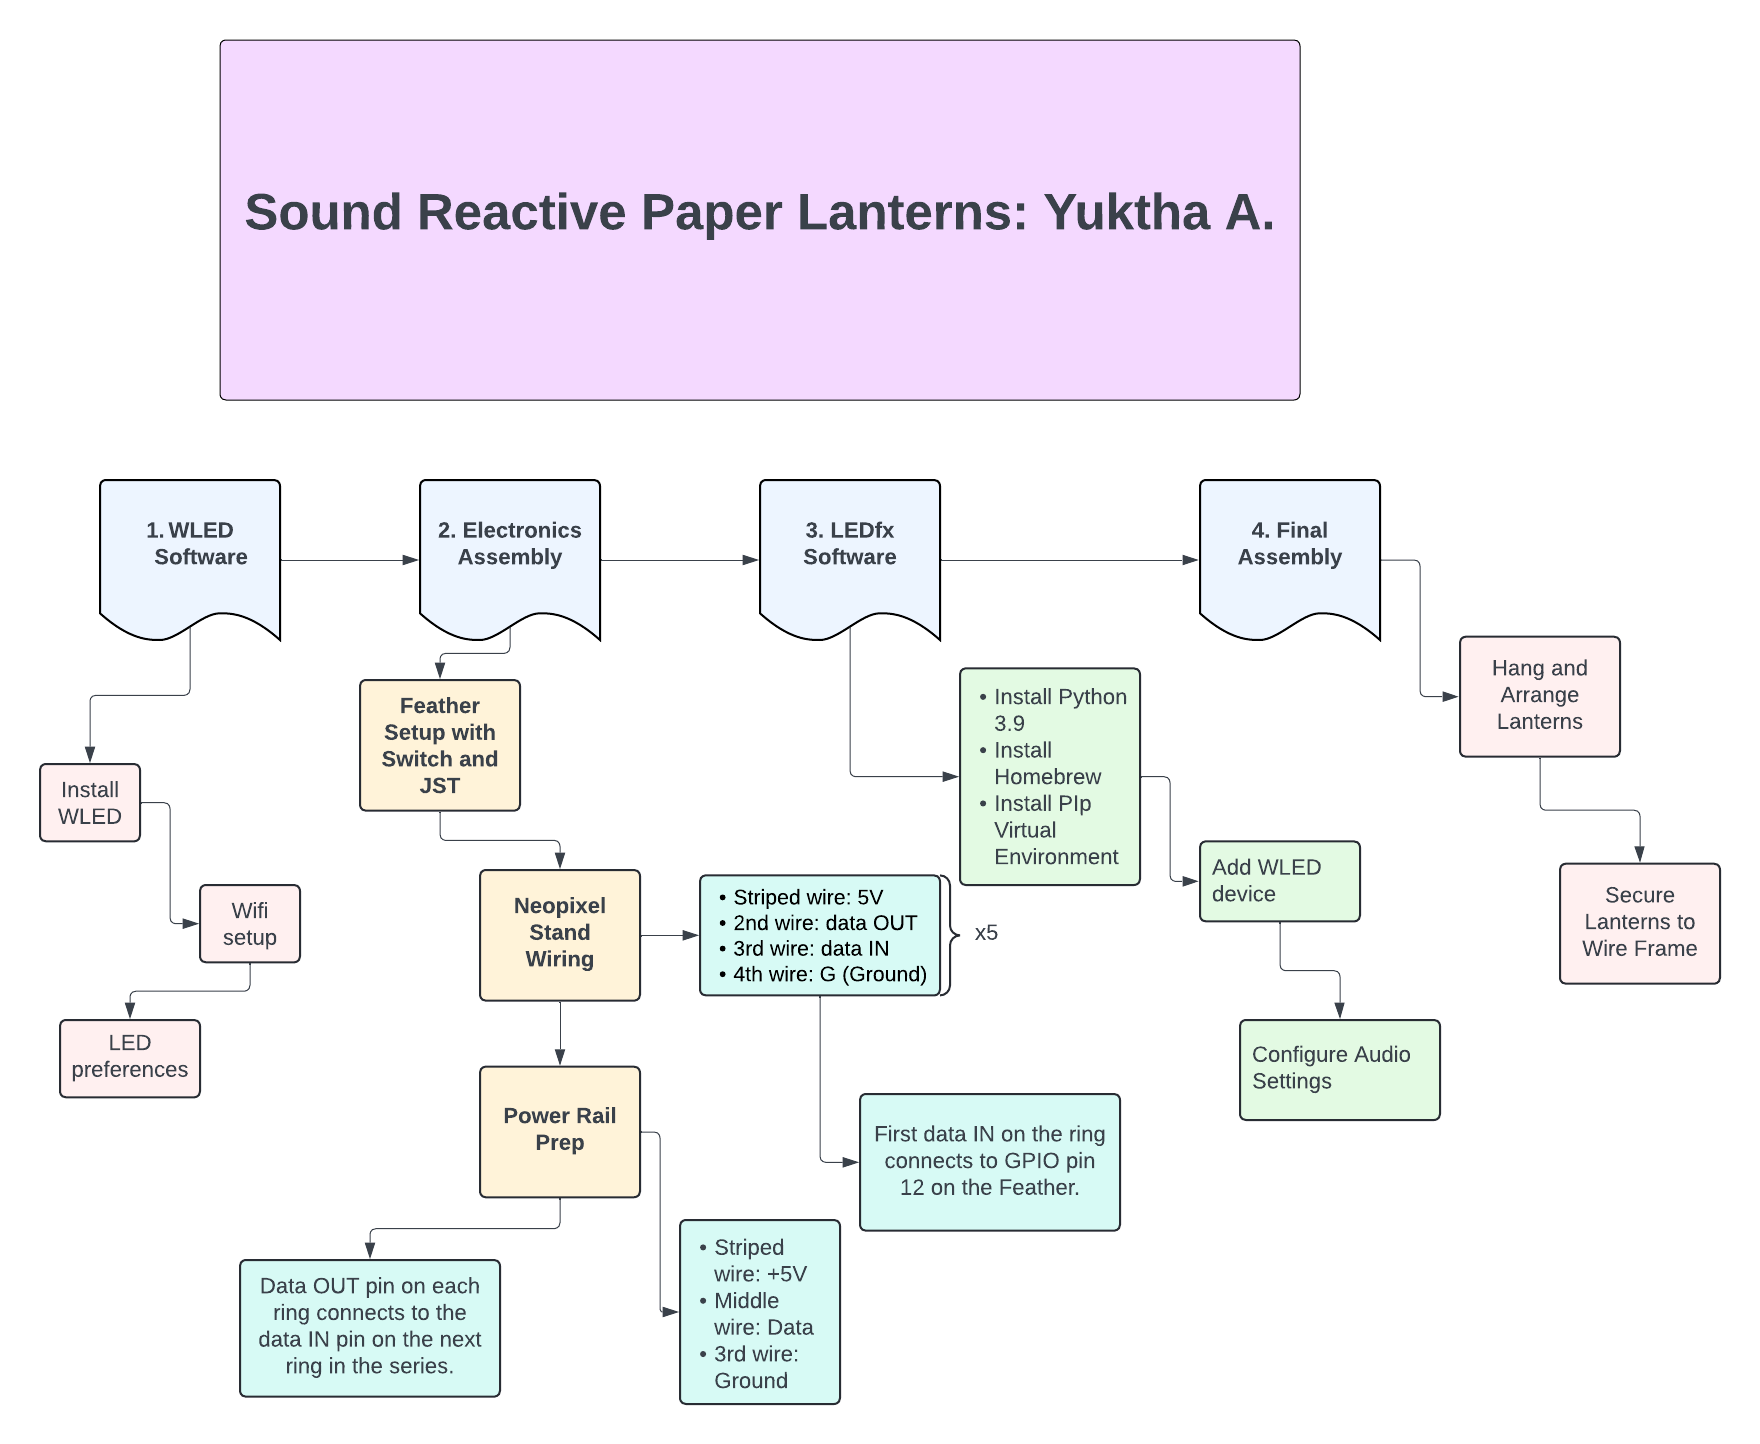 Sound Reactive Paper Lanterns: Yuktha A.
1. WLED
Software
2. Electronics
Assembly
3. LEDfx
Software
4. Final
Assembly
Install
WLED
Wifi
setup
LED
preferences
Feather
Setup with
Switch and
JST
Neopixel
Stand
Wiring
• Striped wire: 5V
• 2nd wire: data OUT
• 3rd wire: data IN
• 4th wire: G (Ground)
x5
First data IN on the ring
connects to GPIO pin
12 on the Feather.
Power Rail
Prep
Data OUT pin on each
ring connects to the
data IN pin on the next
ring in the series.
• Striped
wire: +5V
• Middle
wire: Data
• 3rd wire:
Ground
• Install Python
3.9
• Install
Homebrew
• Install PIp
Virtual
Environment
Add WLED
device
Configure Audio
Settings
Hang and
Arrange
Lanterns
Secure
Lanterns to
Wire Frame